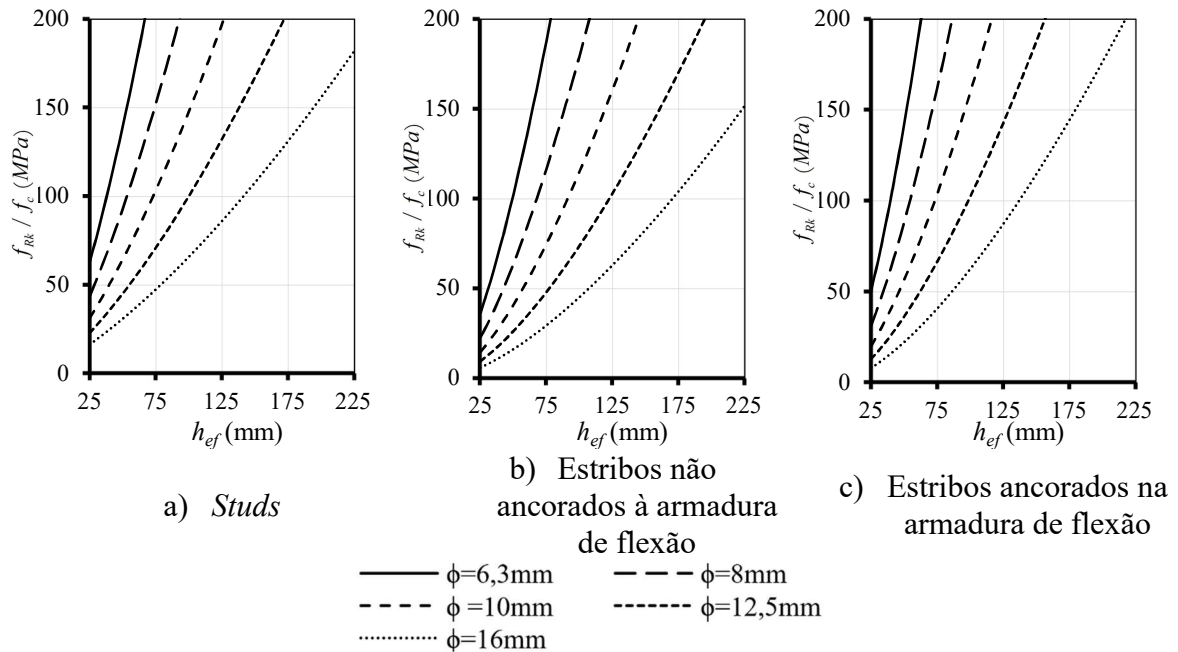 200
150
100
50
0
f_Rk / f_c (MPa)
25 75 125 175 225
h_ef (mm)
a) Studs
200
150
100
50
0
f_Rk / f_c (MPa)
25 75 125 175 225
h_ef (mm)
b) Estribos não
ancorados à armadura
de flexão
200
150
100
50
0
f_Rk / f_c (MPa)
25 75 125 175 225
h_ef (mm)
c) Estribos ancorados na
armadura de flexão
ϕ=6,3mm ϕ=8mm
ϕ =10mm ϕ=12,5mm
ϕ=16mm